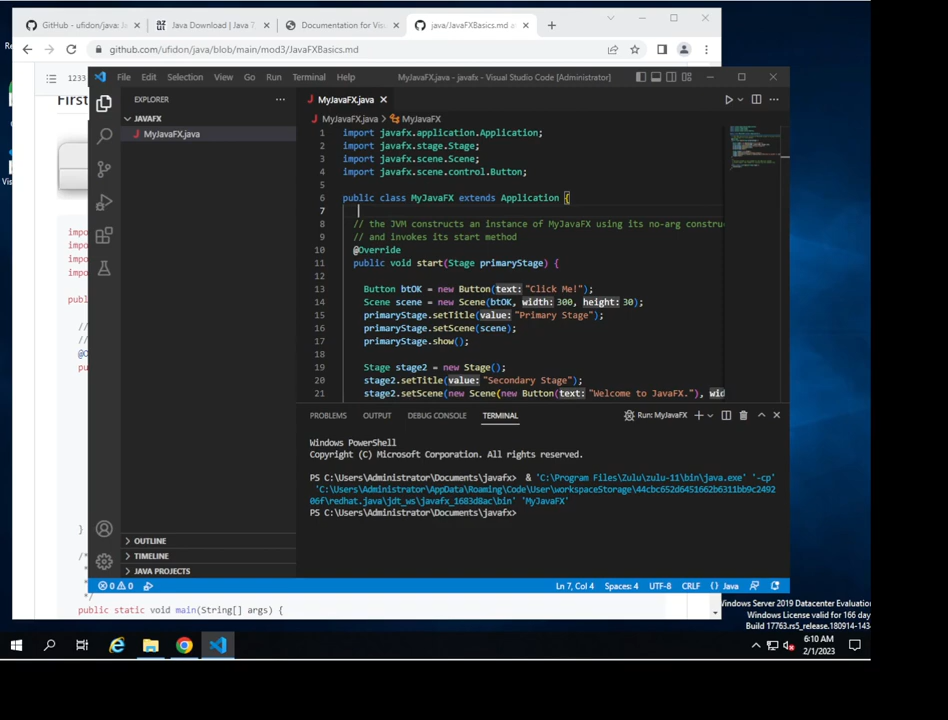 GitHub - ufidon/java: J
Java Download | Java 7,
Documentation for Visu
java/JavaFXBasics.md a
github.com/ufidon/java/blob/main/mod3/JavaFXBasics.md
1233
First
File Edit Selection View Go Run Terminal Help
MyJavaFX.java - javafx - Visual Studio Code [Administrator]
EXPLORER
MyJavaFX.java
JAVAFX
MyJavaFX.java > MyJavaFX
MyJavaFX.java
1 import javafx.application.Application;
2 import javafx.stage.Stage;
3 import javafx.scene.Scene;
4 import javafx.scene.control.Button;
5
6 public class MyJavaFX extends Application {
7
8 // the JVM constructs an instance of MyJavaFX using its no-arg constru
9 // and invokes its start method
10 @Override
11 public void start(Stage primaryStage) {
12
13 Button btOK = new Button(text:"Click Me!");
14 Scene scene = new Scene(btOK, width:300, height:30);
15 primaryStage.setTitle(value:"Primary Stage");
16 primaryStage.setScene(scene);
17 primaryStage.show();
18
19 Stage stage2 = new Stage();
20 stage2.setTitle(value:"Secondary Stage");
21 stage2.setScene(new Scene(new Button(text:"Welcome to JavaFX."), wid
impo
impo
impo
publ
//
//
@O
pu
PROBLEMS OUTPUT DEBUG CONSOLE TERMINAL
Run: MyJavaFX
Windows PowerShell
Copyright (C) Microsoft Corporation. All rights reserved.
PS C:\Users\Administrator\Documents\javafx> & 'C:\Program Files\Zulu\zulu-11\bin\java.exe' '-cp'
'C:\Users\Administrator\AppData\Roaming\Code\User\workspaceStorage\44cbc652d6451662b6311bb9c2492
06f\redhat.java\jdt_ws\javafx_1683d8ac\bin' 'MyJavaFX'
PS C:\Users\Administrator\Documents\javafx>
OUTLINE
TIMELINE
JAVA PROJECTS
0 0
Ln 7, Col 4 Spaces: 4 UTF-8 CRLF {} Java
}
/*
*/
public static void main(String[] args) {
Windows Server 2019 Datacenter Evaluation
Windows License valid for 166 day
Build 17763.rs5_release.180914-143
6:10 AM
2/1/2023